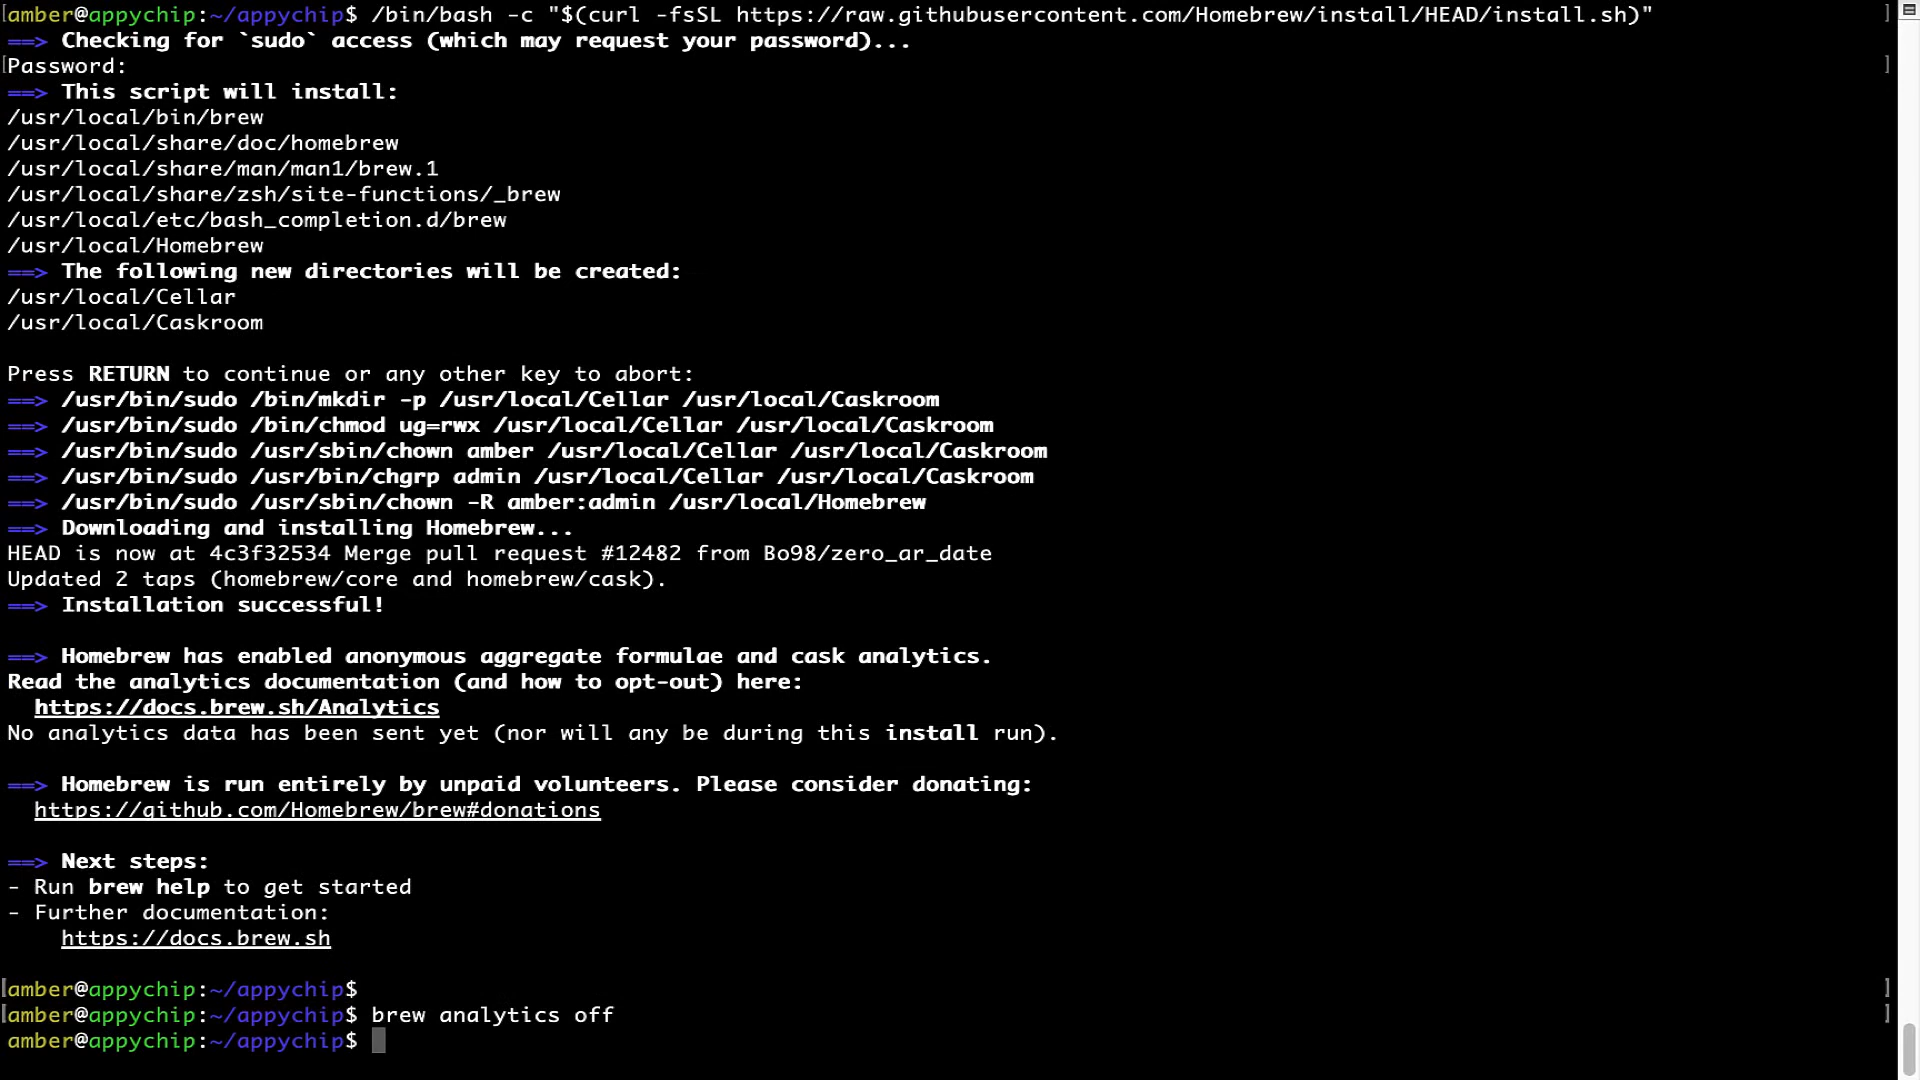 amber@appychip:~/appychip$ /bin/bash -c "$(curl -fsSL https://raw.githubusercontent.com/Homebrew/install/HEAD/install.sh)"
==> Checking for `sudo` access (which may request your password)...
Password:
==> This script will install:
/usr/local/bin/brew
/usr/local/share/doc/homebrew
/usr/local/share/man/man1/brew.1
/usr/local/share/zsh/site-functions/_brew
/usr/local/etc/bash_completion.d/brew
/usr/local/Homebrew
==> The following new directories will be created:
/usr/local/Cellar
/usr/local/Caskroom
Press RETURN to continue or any other key to abort:
==> /usr/bin/sudo /bin/mkdir -p /usr/local/Cellar /usr/local/Caskroom
==> /usr/bin/sudo /bin/chmod ug=rwx /usr/local/Cellar /usr/local/Caskroom
==> /usr/bin/sudo /usr/sbin/chown amber /usr/local/Cellar /usr/local/Caskroom
==> /usr/bin/sudo /usr/bin/chgrp admin /usr/local/Cellar /usr/local/Caskroom
==> /usr/bin/sudo /usr/sbin/chown -R amber:admin /usr/local/Homebrew
==> Downloading and installing Homebrew...
HEAD is now at 4c3f32534 Merge pull request #12482 from Bo98/zero_ar_date
Updated 2 taps (homebrew/core and homebrew/cask).
==> Installation successful!
==> Homebrew has enabled anonymous aggregate formulae and cask analytics.
Read the analytics documentation (and how to opt-out) here:
https://docs.brew.sh/Analytics
No analytics data has been sent yet (nor will any be during this install run).
==> Homebrew is run entirely by unpaid volunteers. Please consider donating:
https://github.com/Homebrew/brew#donations
==> Next steps:
- Run brew help to get started
- Further documentation:
https://docs.brew.sh
amber@appychip:~/appychip$
amber@appychip:~/appychip$ brew analytics off
amber@appychip:~/appychip$